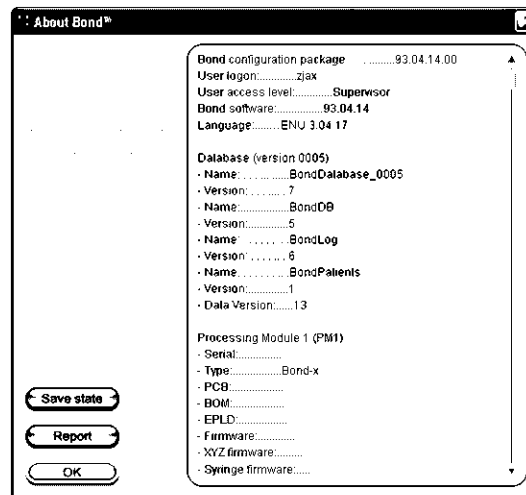 About Bond™
Bond configuration package .........93.04.14.00
User logon:.............zjax
User access level:.............Supervisor
Bond software:................93.04.14
Language:........ENU 3.04 17
Dalabase (version 0005)
- Name:..............BondDalabase_0005
- Version:.........7
- Name:................BondDB
- Version:..............5
- Name: ........BondLog
- Version: ....... 6
- Name...........BondPalients
- Version:..............1
- Data Version:......13
Processing Module 1 (PM1)
- Serial:..............
- Type:................Bond-x
- PCB:.................
- BOM:.................
- EPLD:................
- Firmware:............
- XYZ firmware:........
- Syringe firmware:.....
Save state
Report
OK